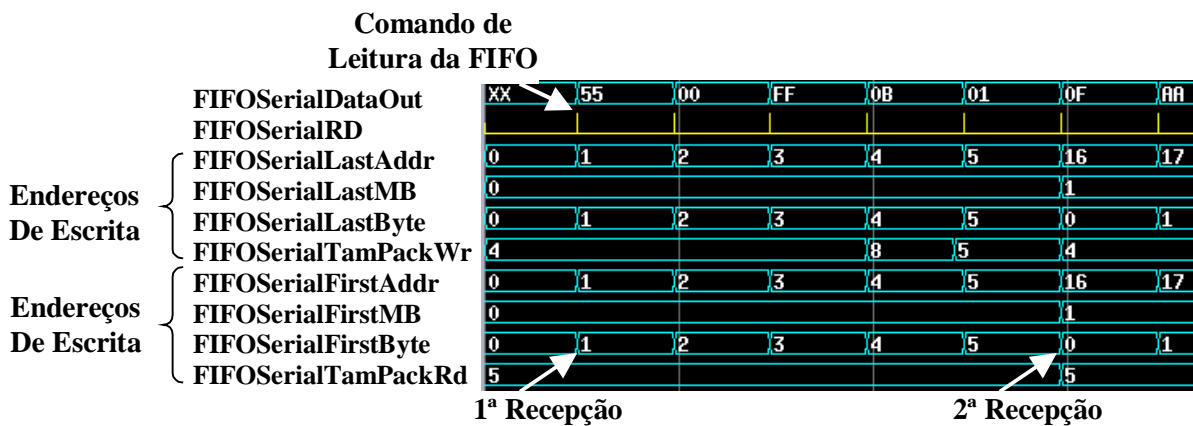 Comando de
Leitura da FIFO
FIFOSerialDataOut XX 55 00 FF 0B 01 0F AA
FIFOSerialRD
FIFOSerialLastAddr 0 1 2 3 4 5 16 17
FIFOSerialLastMB 0 1
FIFOSerialLastByte 0 1 2 3 4 5 0 1
FIFOSerialTamPackWr 4 8 5 4
Endereços
De Escrita
FIFOSerialFirstAddr 0 1 2 3 4 5 16 17
FIFOSerialFirstMB 0 1
FIFOSerialFirstByte 0 1 2 3 4 5 0 1
FIFOSerialTamPackRd 5 5
Endereços
De Escrita
1ª Recepção 2ª Recepção